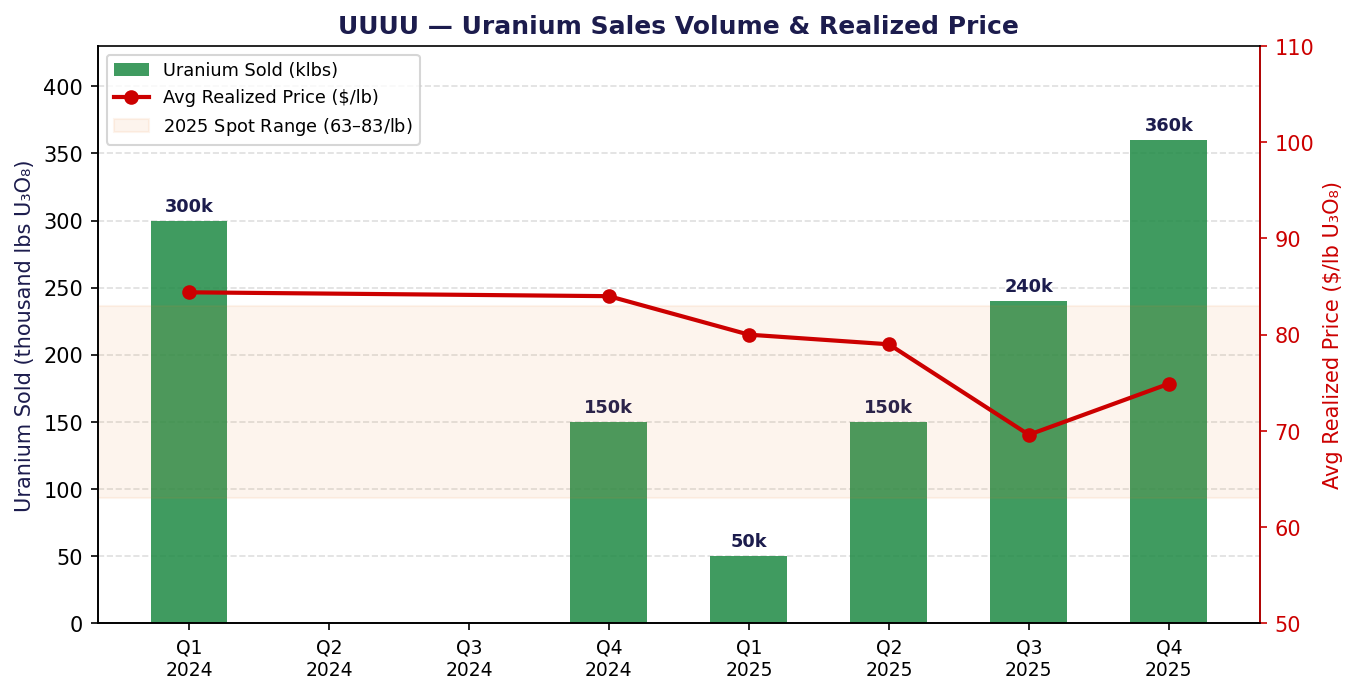 UUUU — Uranium Sales Volume & Realized Price
Uranium Sold (klbs)
Avg Realized Price ($/lb)
2025 Spot Range (63–83/lb)
Uranium Sold (thousand lbs U₃O₈)
400
350
300
250
200
150
100
50
0
300k
150k
50k
150k
240k
360k
110
100
90
80
70
60
50
Avg Realized Price ($/lb U₃O₈)
Q1
2024
Q2
2024
Q3
2024
Q4
2024
Q1
2025
Q2
2025
Q3
2025
Q4
2025